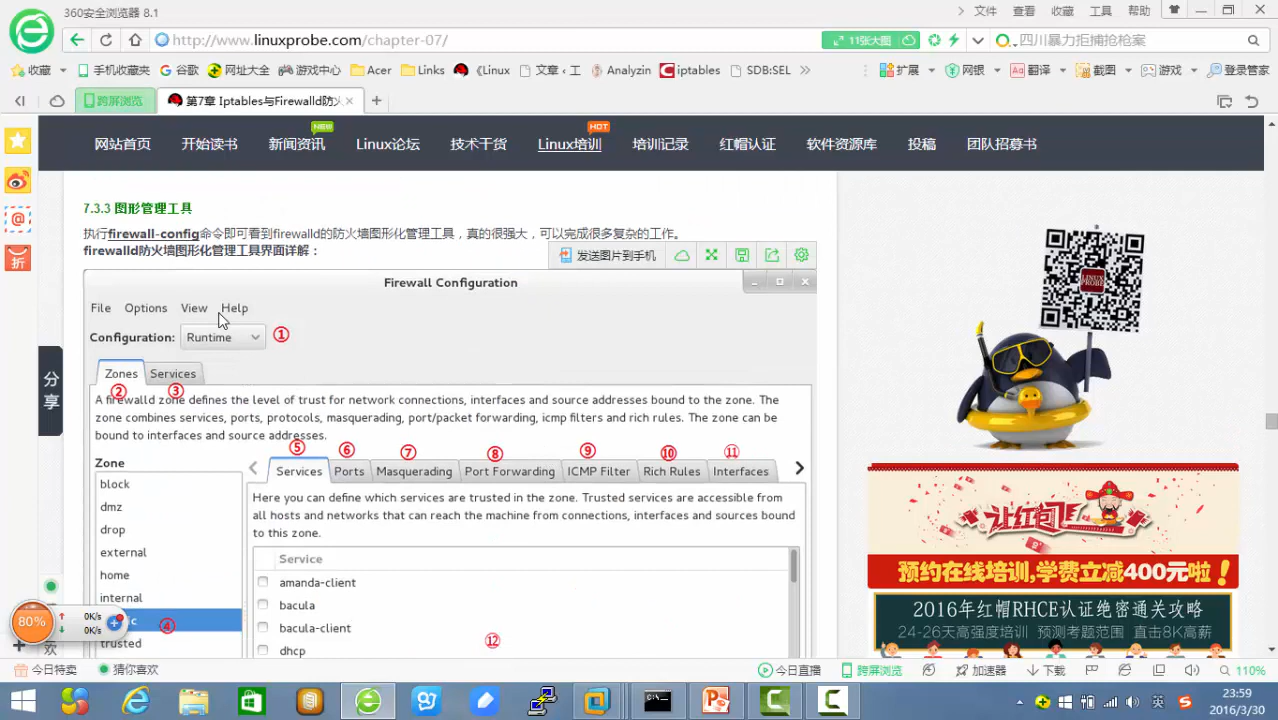 360安全浏览器 8.1
文件 查看 收藏 工具 帮助
http://www.linuxprobe.com/chapter-07/
11张大图
四川暴力拒捕抢枪案
收藏 手机收藏夹 谷歌 网址大全 游戏中心 Acer Links 《Linux 文章 ‹ 工 Analyzin iptables SDB:SEL »
扩展 网银 翻译 截图 游戏 登录管家
跨屏浏览
第7章 Iptables与Firewalld防火
NEW
HOT
网站首页 开始读书 新闻资讯 Linux论坛 技术干货 Linux培训 培训记录 红帽认证 软件资源库 投稿 团队招募书
7.3.3 图形管理工具
执行firewall-config命令即可看到firewalld的防火墙图形化管理工具，真的很强大，可以完成很多复杂的工作。
firewalld防火墙图形化管理工具界面详解：
发送图片到手机
Firewall Configuration
File Options View Help
Configuration: Runtime ①
Zones Services
② ③
A firewalld zone defines the level of trust for network connections, interfaces and source addresses bound to the zone. The
zone combines services, ports, protocols, masquerading, port/packet forwarding, icmp filters and rich rules. The zone can be
bound to interfaces and source addresses.
⑤ ⑥ ⑦ ⑧ ⑨ ⑩ ⑪
Zone
Services Ports Masquerading Port Forwarding ICMP Filter Rich Rules Interfaces
block
dmz
drop
external
home
internal
c ④
trusted
Here you can define which services are trusted in the zone. Trusted services are accessible from
all hosts and networks that can reach the machine from connections, interfaces and sources bound
to this zone.
Service
amanda-client
bacula
bacula-client
dhcp
⑫
分享
折
80%
0K/s
0K/s
欢
LINUX
PROBE
让红包飞
预约在线培训,学费立减400元啦！
2016年红帽RHCE认证绝密通关攻略
24-26天高强度培训 预测考题范围 直击8K高薪
今日特卖 猜你喜欢
今日直播 跨屏浏览 加速器 下载 110%
英
23:59
2016/3/30